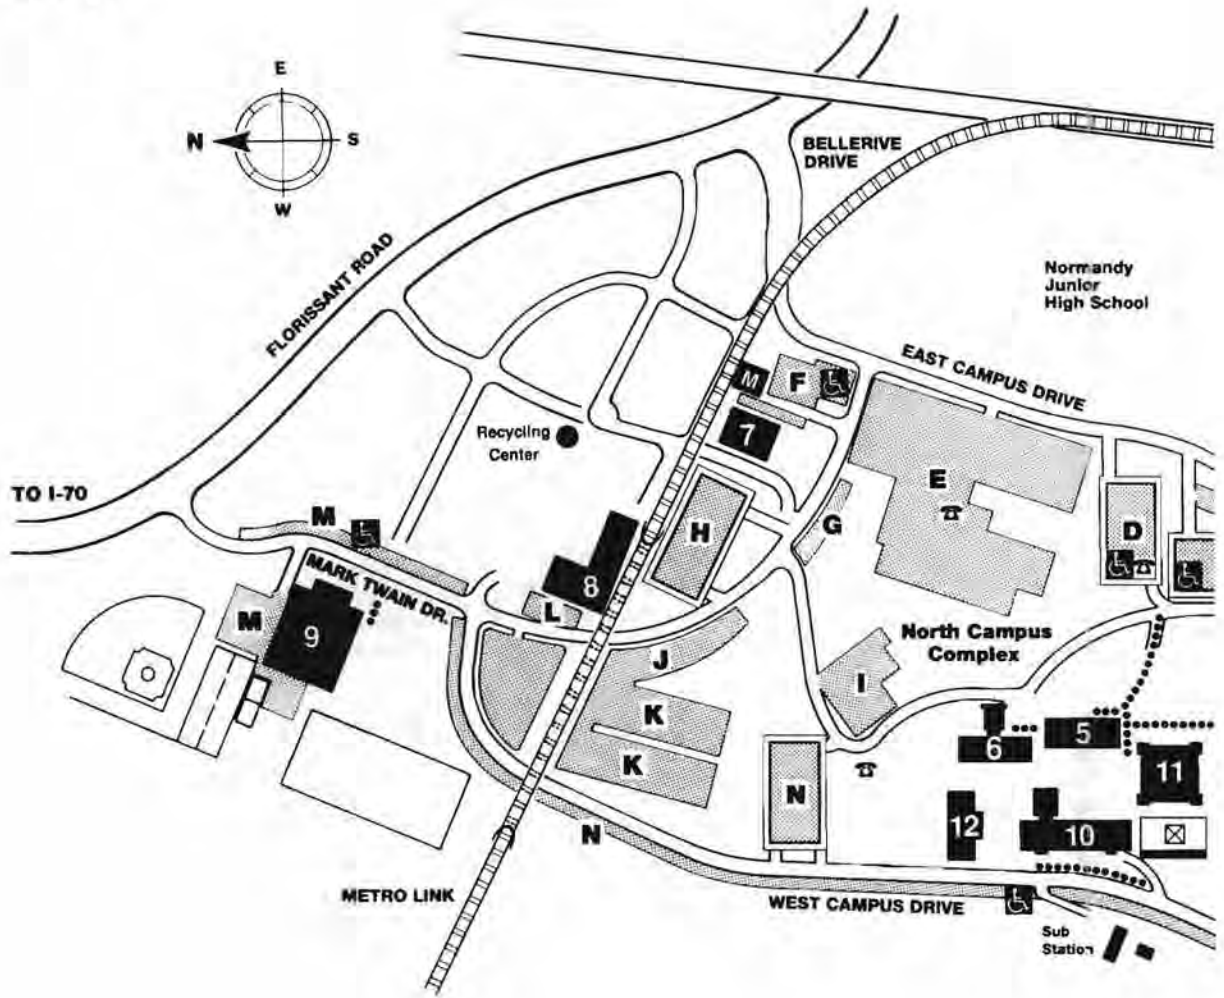 E
N
S
W
BELLERIVE
DRIVE
FLORISSANT ROAD
Normandy
Junior
High School
EAST CAMPUS DRIVE
M
F
7
Recycling
Center
E
TO I-70
M
H
G
D
MARK TWAIN DR.
8
L
M
9
J
I
North Campus
Complex
K
K
5
6
11
N
12
10
N
METRO LINK
WEST CAMPUS DRIVE
Sub
Station